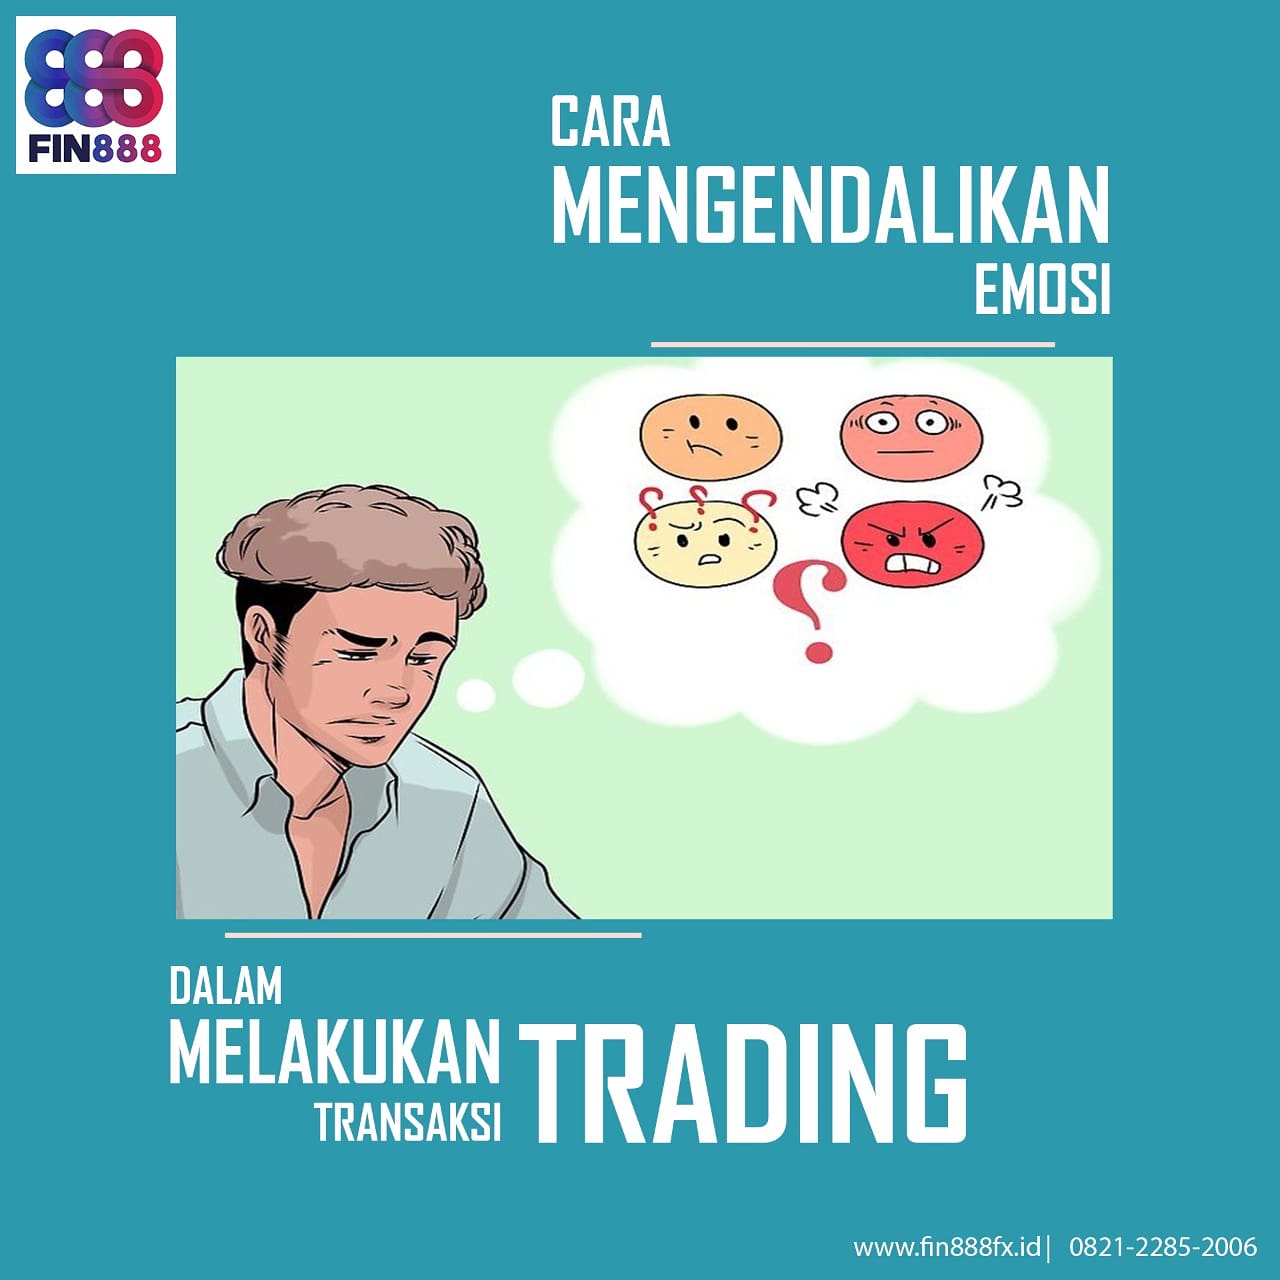 FIN888
CARA
MENGENDALIKAN
EMOSI
? ? ?
?
DALAM
MELAKUKAN
TRANSAKSI
TRADING
www.fin888fx.id | 0821-2285-2006